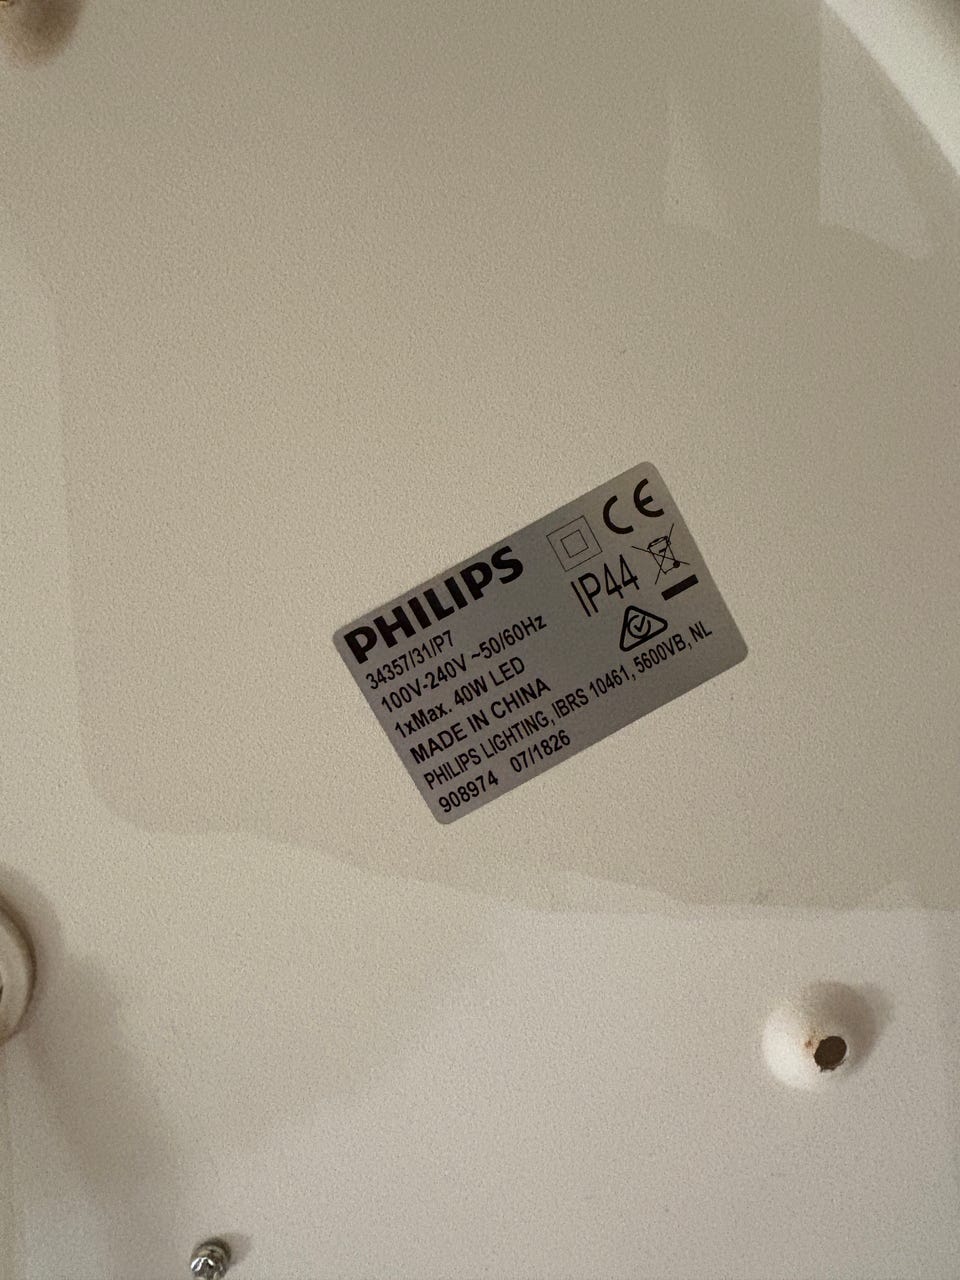 PHILIPS
CE
34357/31/P7
IP44
100V-240V ~50/60Hz
1xMax. 40W LED
MADE IN CHINA
PHILIPS LIGHTING, IBRS 10461, 5600VB, NL
908974 07/1826